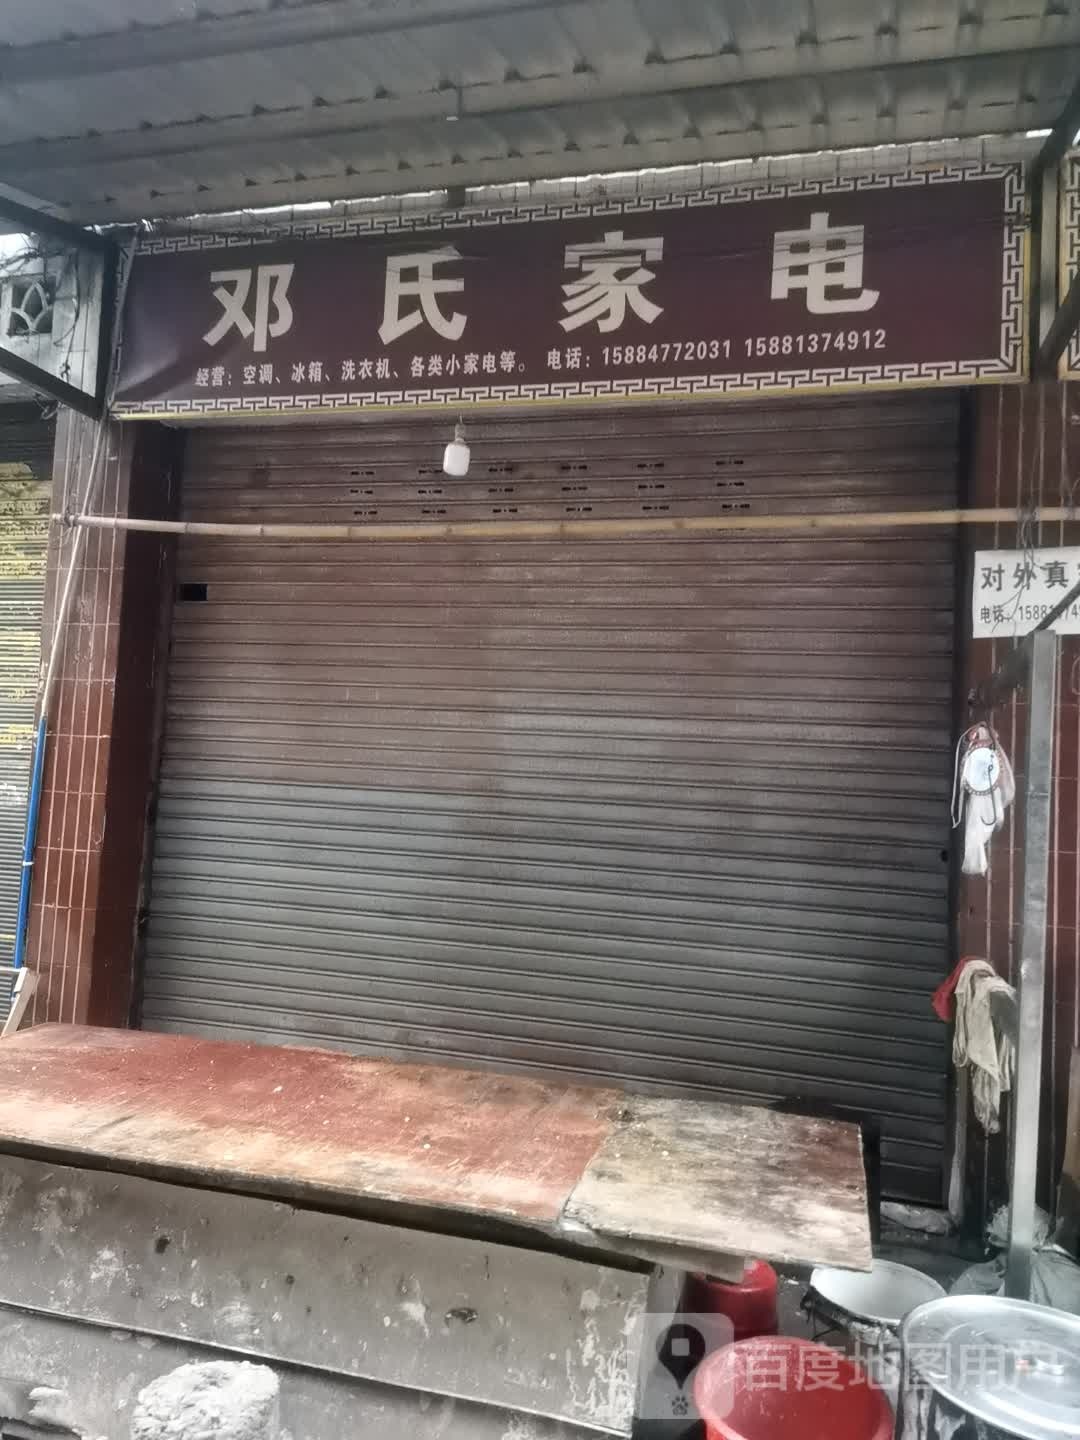 邓氏家电
经营：空调、冰箱、洗衣机、各类小家电等。 电话：15884772031 15881374912
对外真
电话：1588
百度地图用户